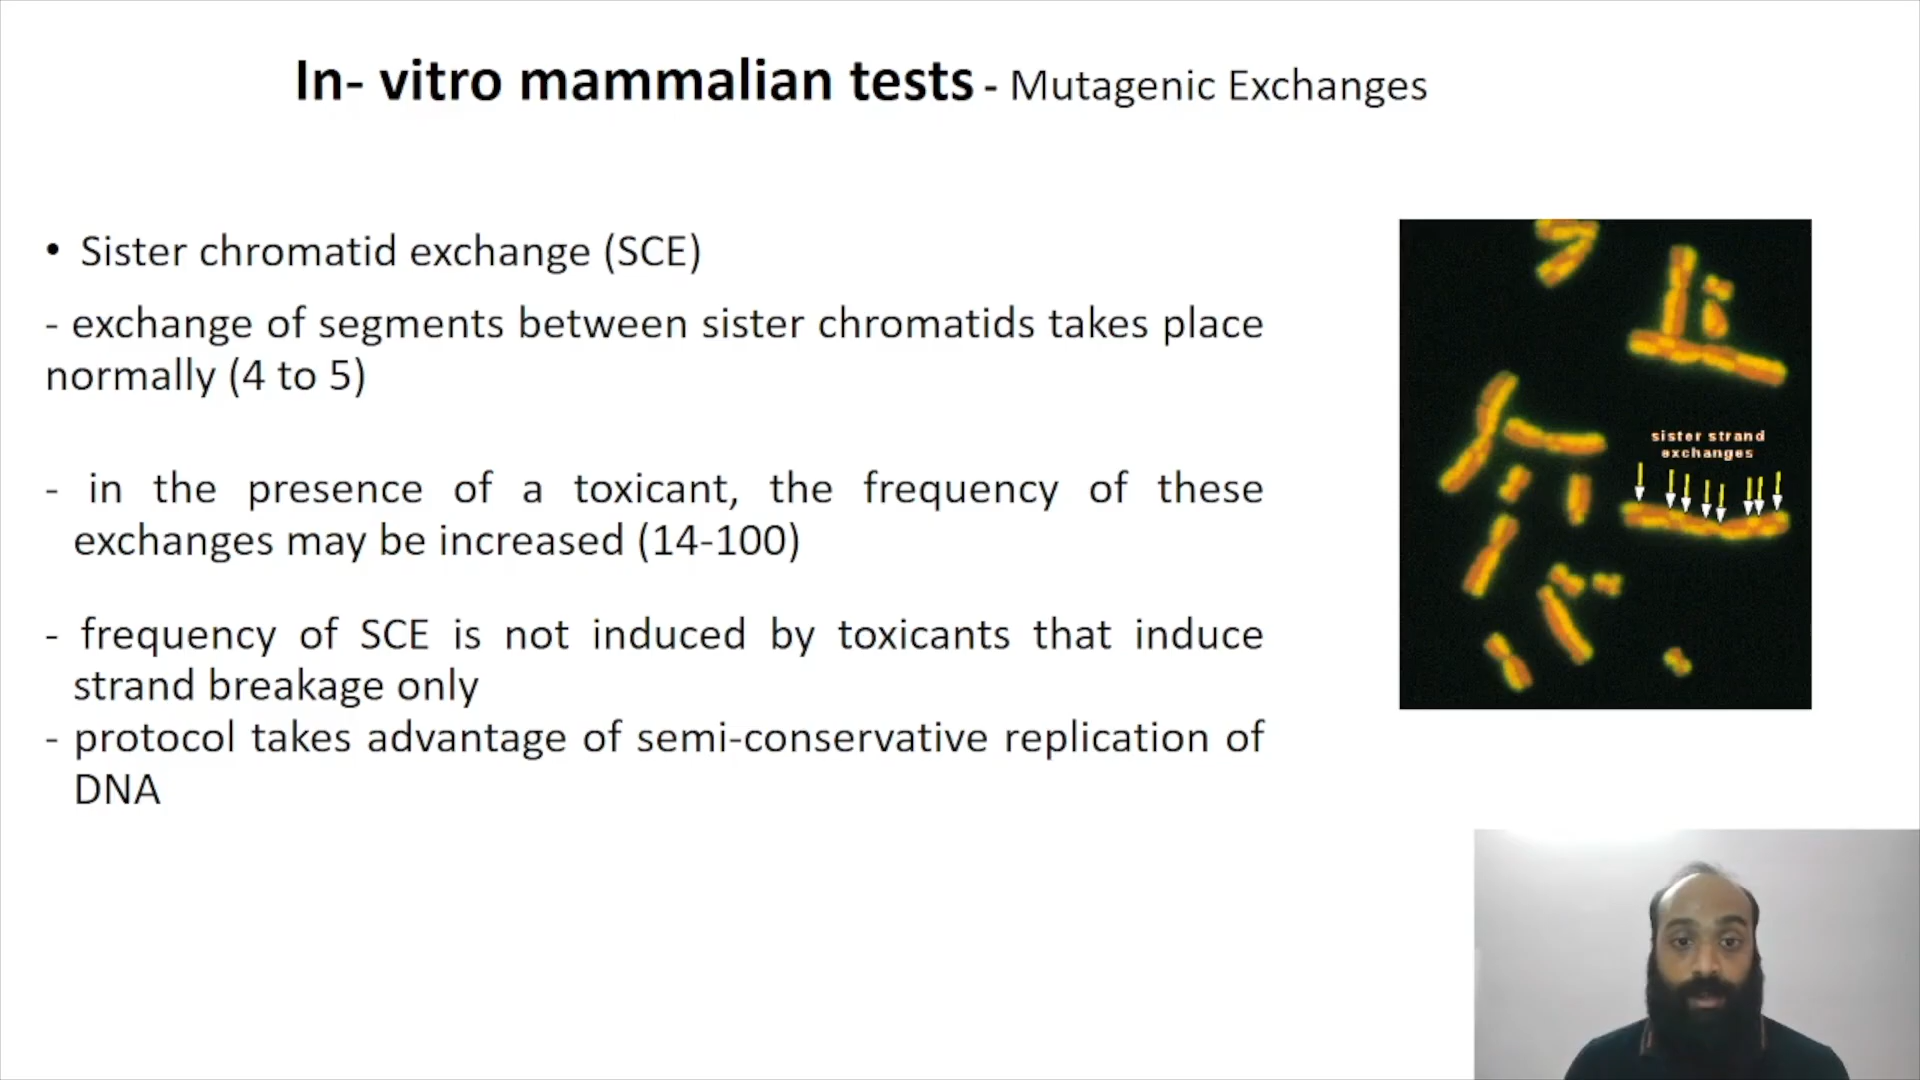 In- vitro mammalian tests - Mutagenic Exchanges
• Sister chromatid exchange (SCE)
- exchange of segments between sister chromatids takes place
normally (4 to 5)
- in the presence of a toxicant, the frequency of these
exchanges may be increased (14-100)
- frequency of SCE is not induced by toxicants that induce
strand breakage only
- protocol takes advantage of semi-conservative replication of
DNA
sister strand
exchanges